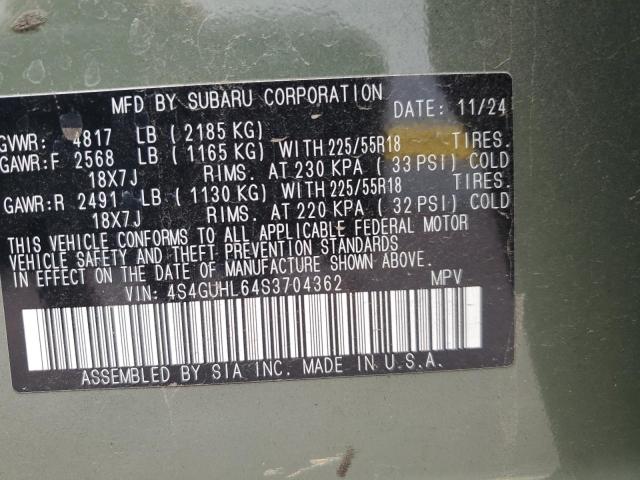 MFD BY SUBARU CORPORATION DATE: 11/24
GVWR: 4817 LB (2185 KG)
GAWR:F 2568 LB (1165 KG) WITH 225/55R18 TIRES.
18X7J RIMS. AT 230 KPA (33 PSI) COLD
GAWR:R 2491 LB (1130 KG) WITH 225/55R18 TIRES.
18X7J RIMS. AT 220 KPA (32 PSI) COLD
THIS VEHICLE CONFORMS TO ALL APPLICABLE FEDERAL MOTOR
VEHICLE SAFETY AND THEFT PREVENTION STANDARDS
IN EFFECT ON THE DATE OF MANUFACTURE SHOWN ABOVE.
VIN: 4S4GUHL64S3704362 MPV
ASSEMBLED BY SIA INC. MADE IN U.S.A.